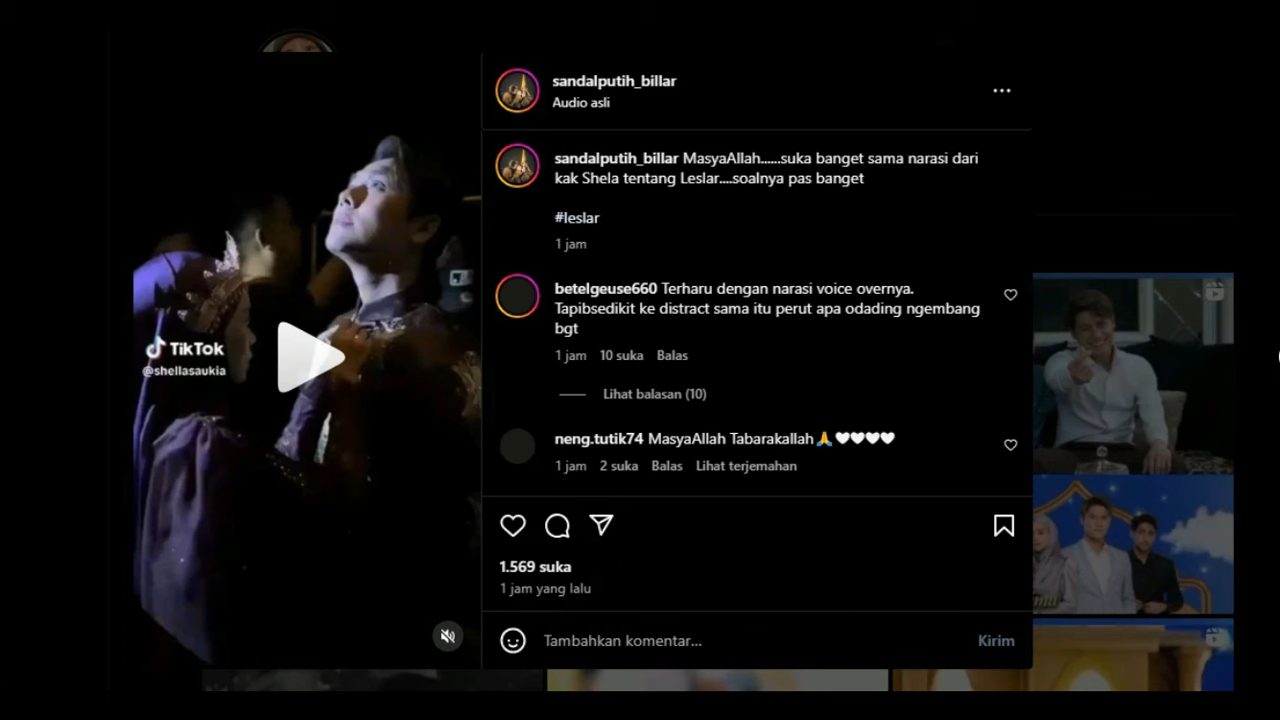 sandalputih_billar
Audio asli
sandalputih_billar MasyaAllah......suka banget sama narasi dari
kak Shela tentang Leslar....soalnya pas banget
#leslar
1 jam
betelgeuse660 Terharu dengan narasi voice overnya.
Tapibsedikit ke distract sama itu perut apa odading ngembang
bgt
1 jam 10 suka Balas
Lihat balasan (10)
neng.tutik74 MasyaAllah Tabarakallah🙏🤍🤍🤍🤍
1 jam 2 suka Balas Lihat terjemahan
1.569 suka
1 jam yang lalu
Tambahkan komentar... Kirim
TikTok
@shellasaukia